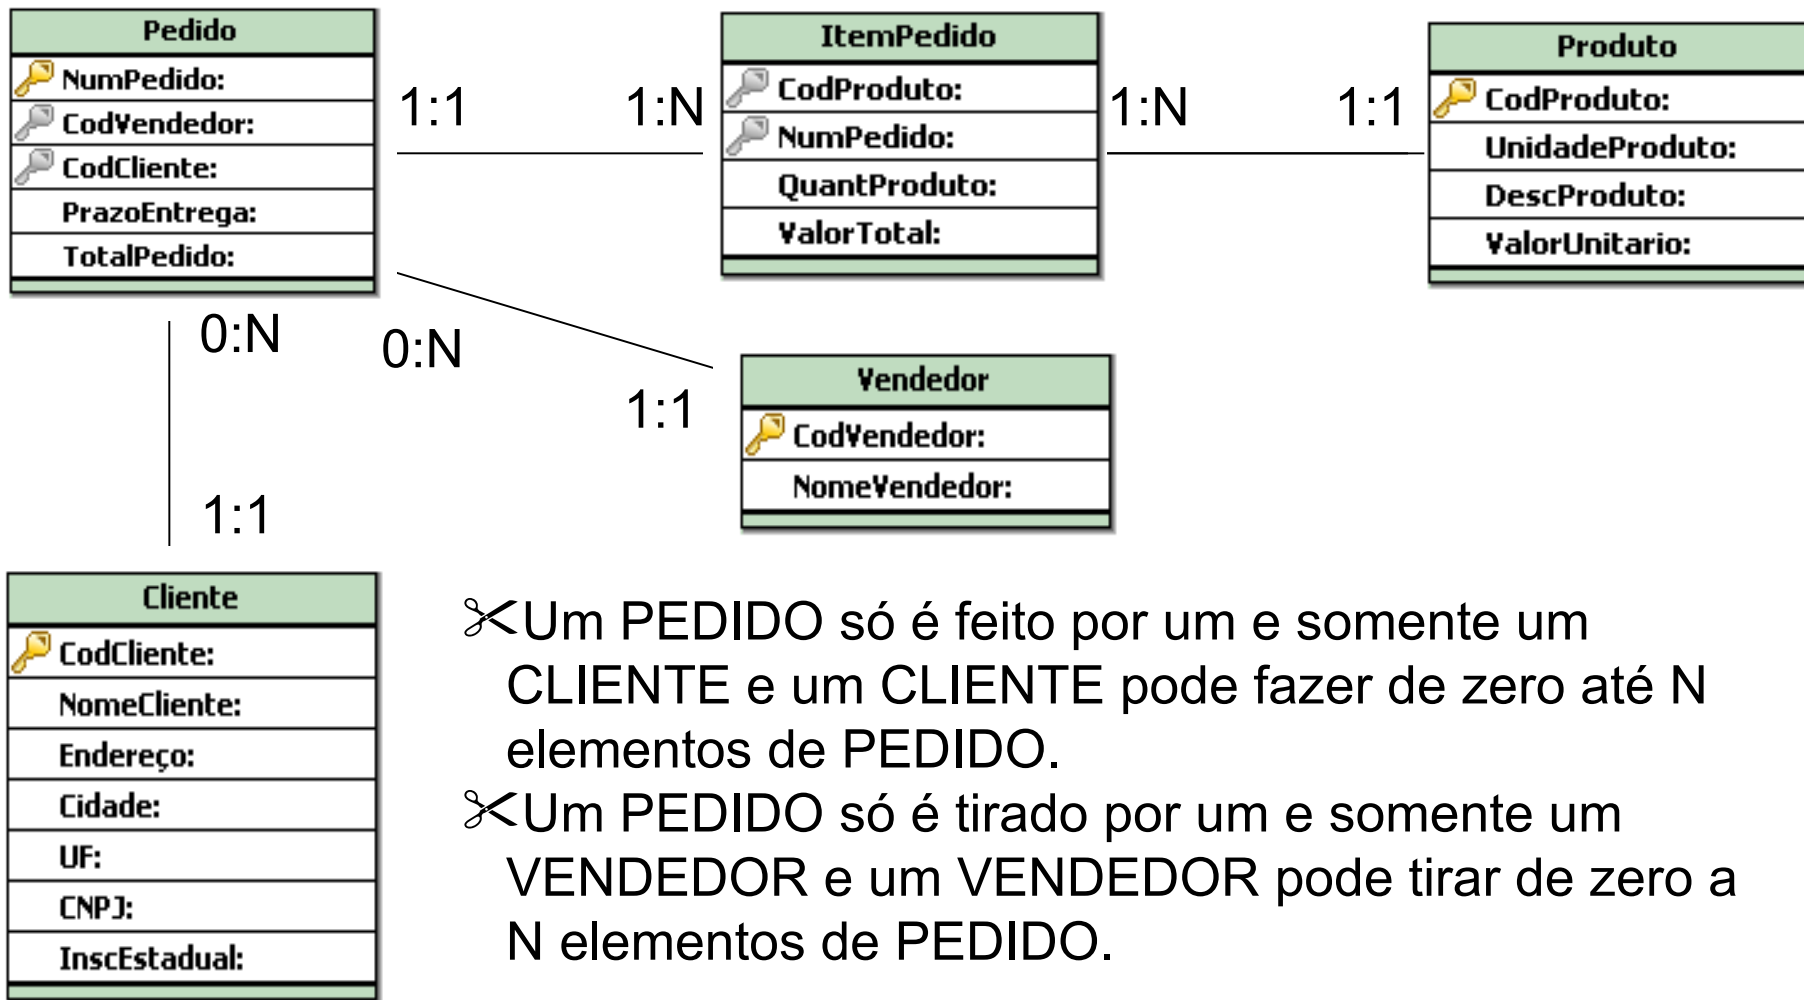 Pedido
NumPedido:
CodVendedor:
CodCliente:
PrazoEntrega:
TotalPedido:
1:1
1:N
ItemPedido
CodProduto:
NumPedido:
QuantProduto:
ValorTotal:
1:N
1:1
Produto
CodProduto:
UnidadeProduto:
DescProduto:
ValorUnitario:
0:N
0:N
1:1
Vendedor
CodVendedor:
NomeVendedor:
1:1
Cliente
CodCliente:
NomeCliente:
Endereço:
Cidade:
UF:
CNPJ:
InscEstadual:
Um PEDIDO só é feito por um e somente um
CLIENTE e um CLIENTE pode fazer de zero até N
elementos de PEDIDO.
Um PEDIDO só é tirado por um e somente um
VENDEDOR e um VENDEDOR pode tirar de zero a
N elementos de PEDIDO.